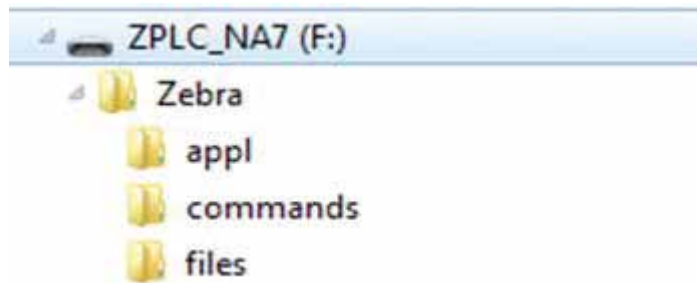 ZPLC_NA7 (F:)
Zebra
appl
commands
files